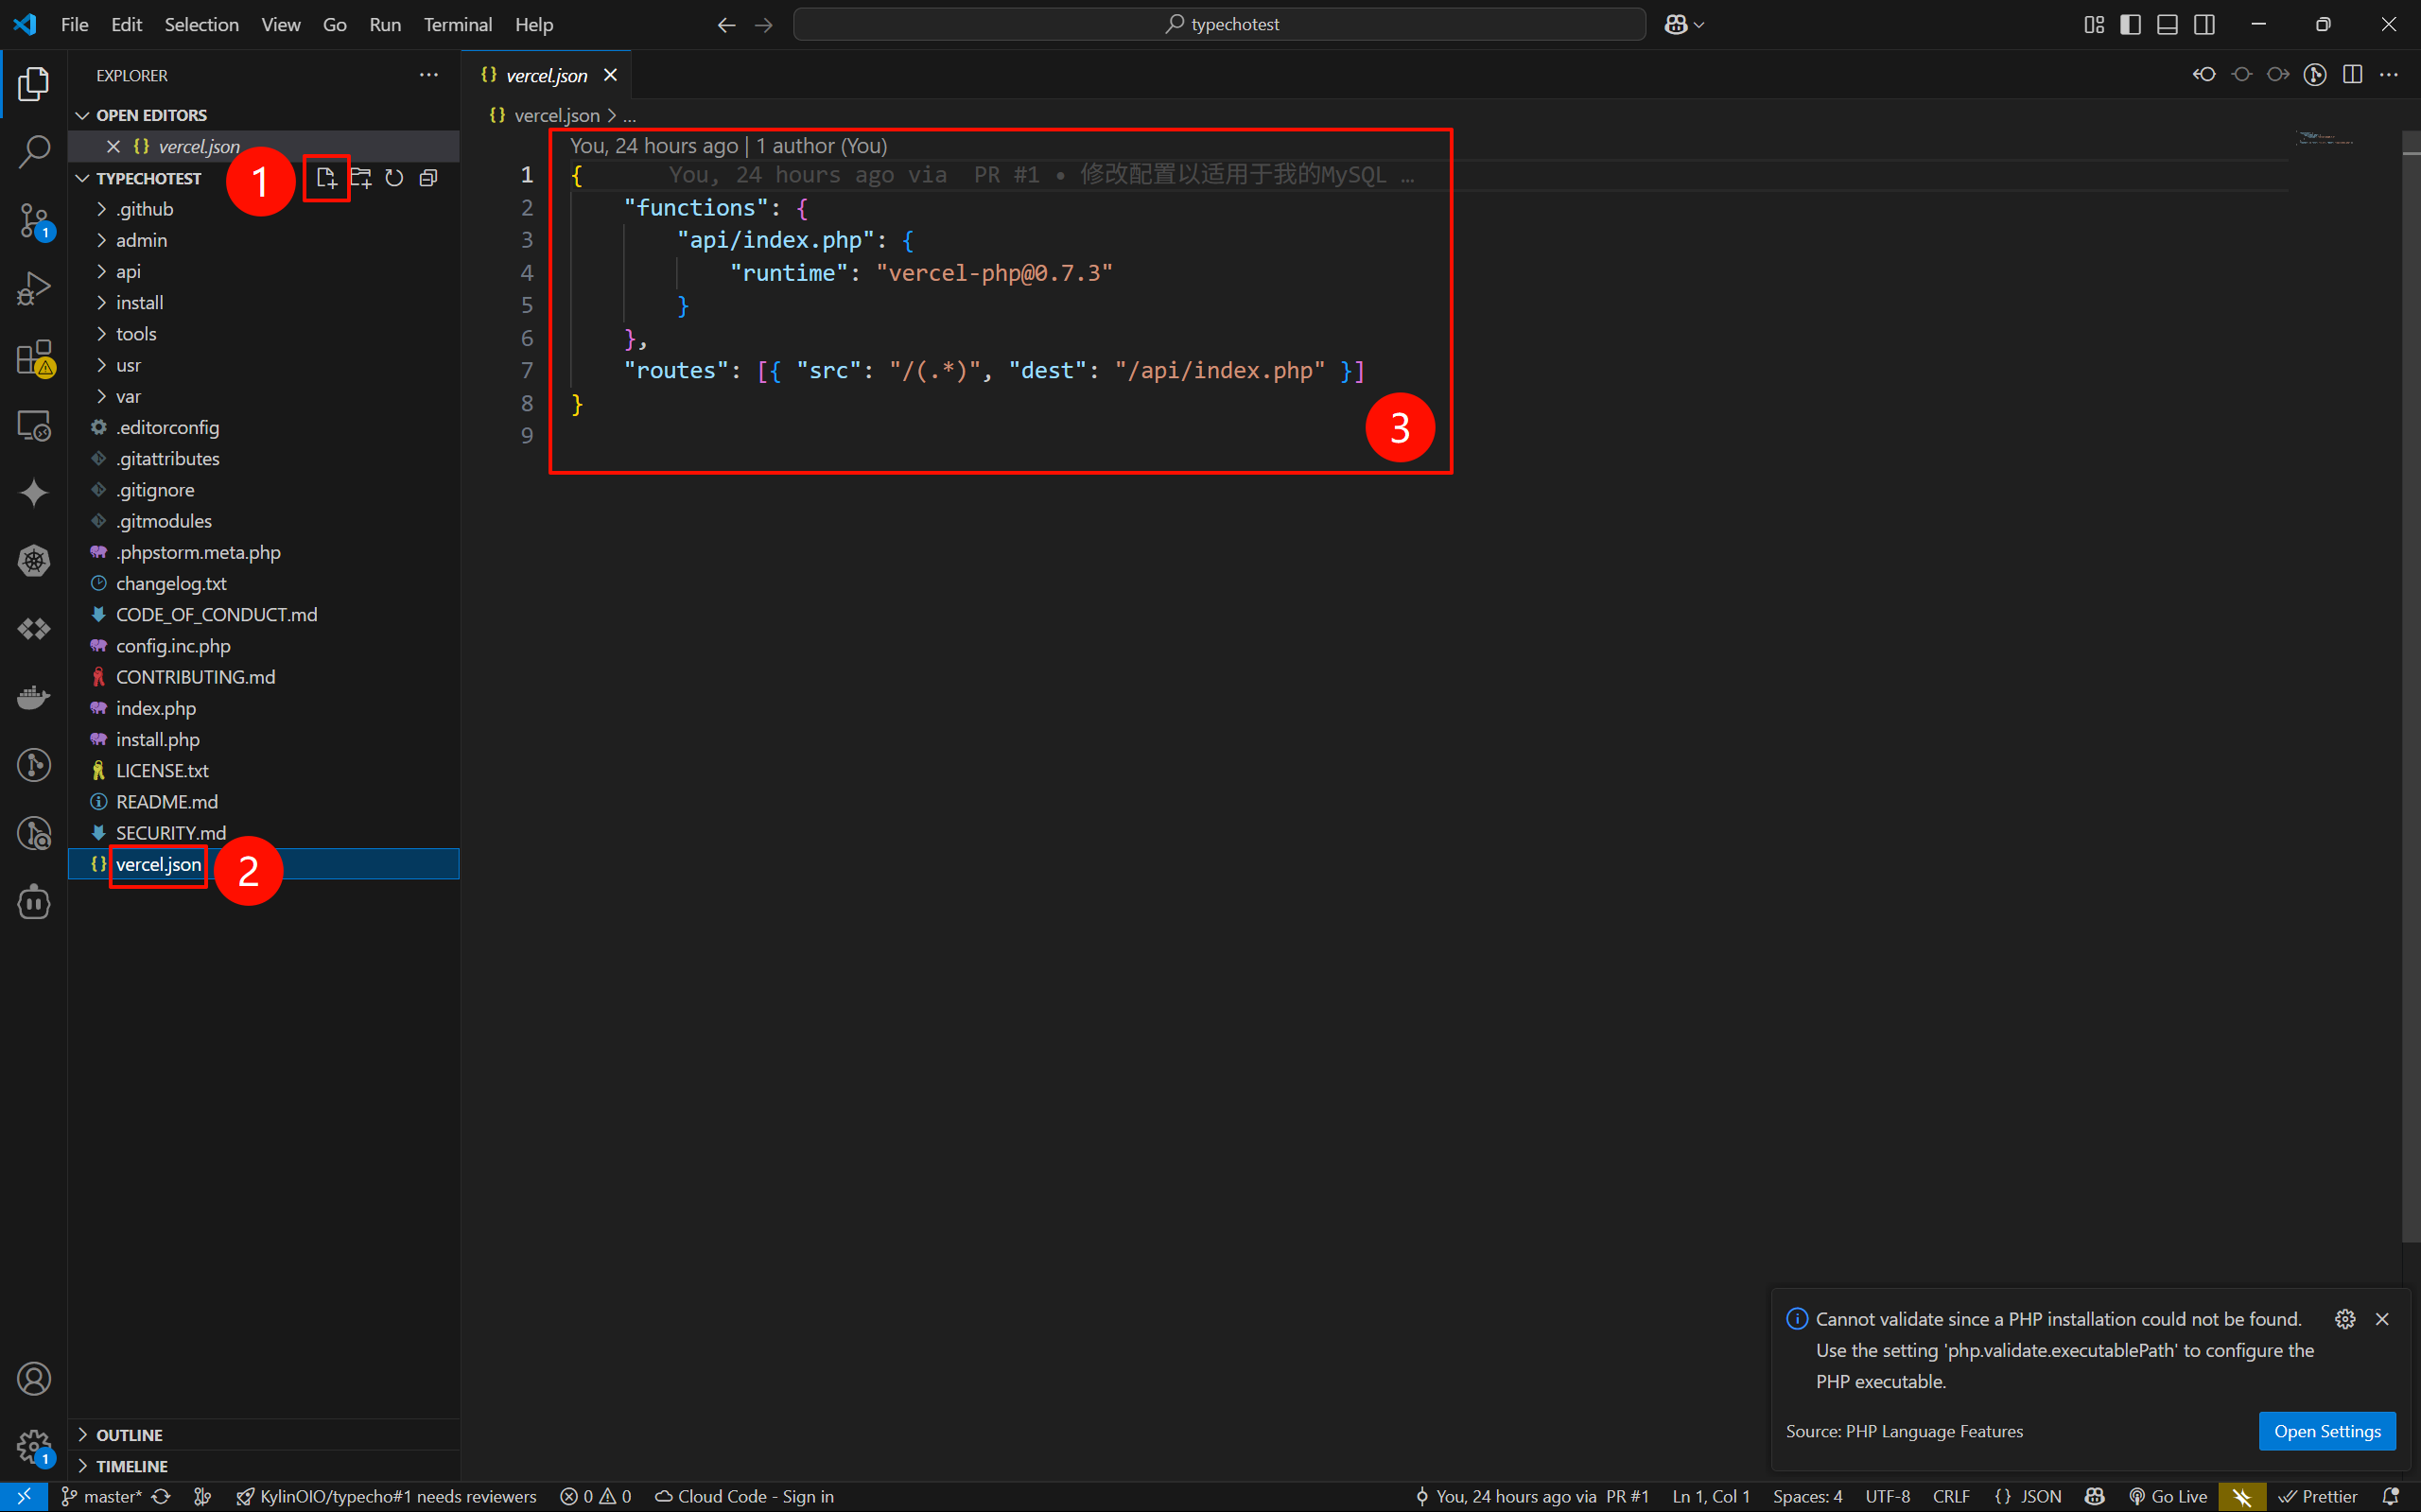 File Edit Selection View Go Run Terminal Help
typechotest
EXPLORER
OPEN EDITORS
vercel.json
TYPECHOTEST
1
.github
admin
api
install
tools
usr
var
.editorconfig
.gitattributes
.gitignore
.gitmodules
.phpstorm.meta.php
changelog.txt
CODE_OF_CONDUCT.md
config.inc.php
CONTRIBUTING.md
index.php
install.php
LICENSE.txt
README.md
SECURITY.md
vercel.json
2
OUTLINE
TIMELINE
1
1
vercel.json
vercel.json > ...
You, 24 hours ago | 1 author (You)
1 { You, 24 hours ago via PR #1 • 修改配置以适用于我的MySQL …
2 "functions": {
3 "api/index.php": {
4 "runtime": "vercel-php@0.7.3"
5 }
6 },
7 "routes": [{ "src": "/(.*)", "dest": "/api/index.php" }]
8 }
9
3
Cannot validate since a PHP installation could not be found.
Use the setting 'php.validate.executablePath' to configure the
PHP executable.
Source: PHP Language Features
Open Settings
master* KylinOIO/typecho#1 needs reviewers 0 0 Cloud Code - Sign in You, 24 hours ago via PR #1 Ln 1, Col 1 Spaces: 4 UTF-8 CRLF {} JSON Go Live Prettier